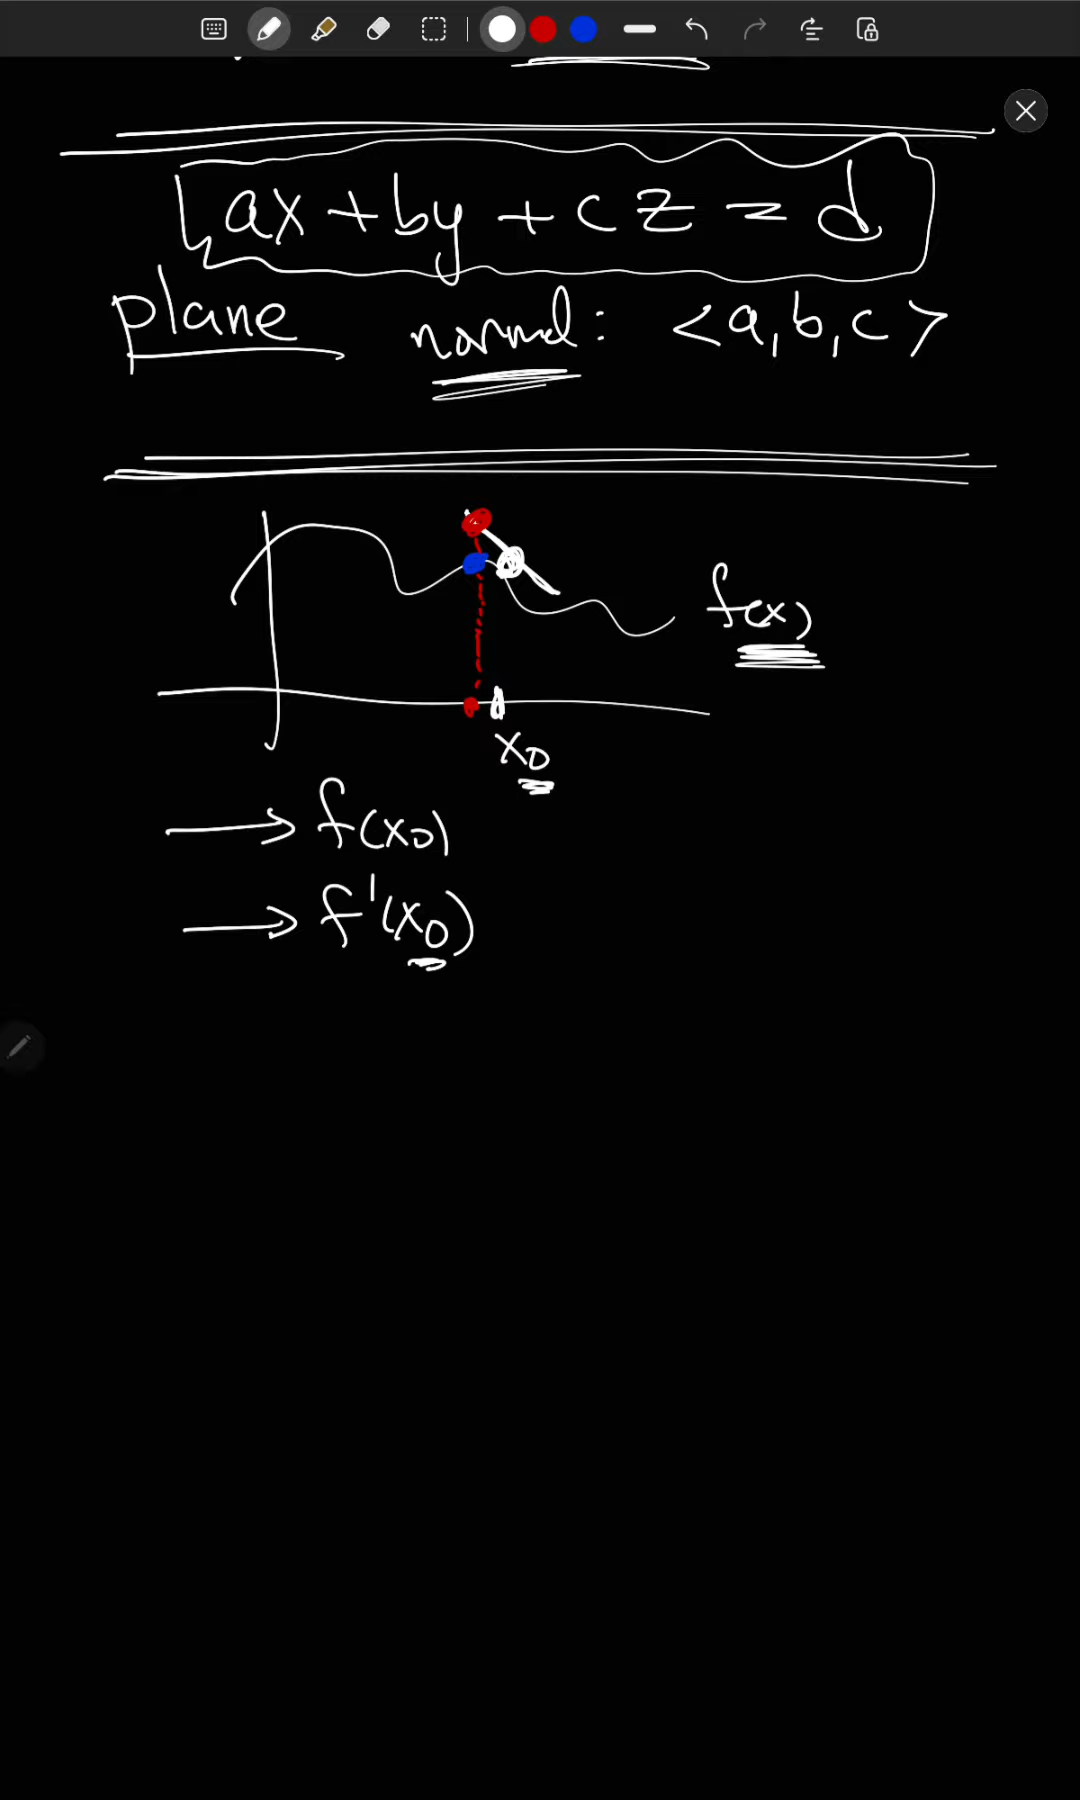 ax + by + cz = d
plane normal: <a, b, c>
f(x)
x₀
→ f(x₀)
→ f'(x₀)